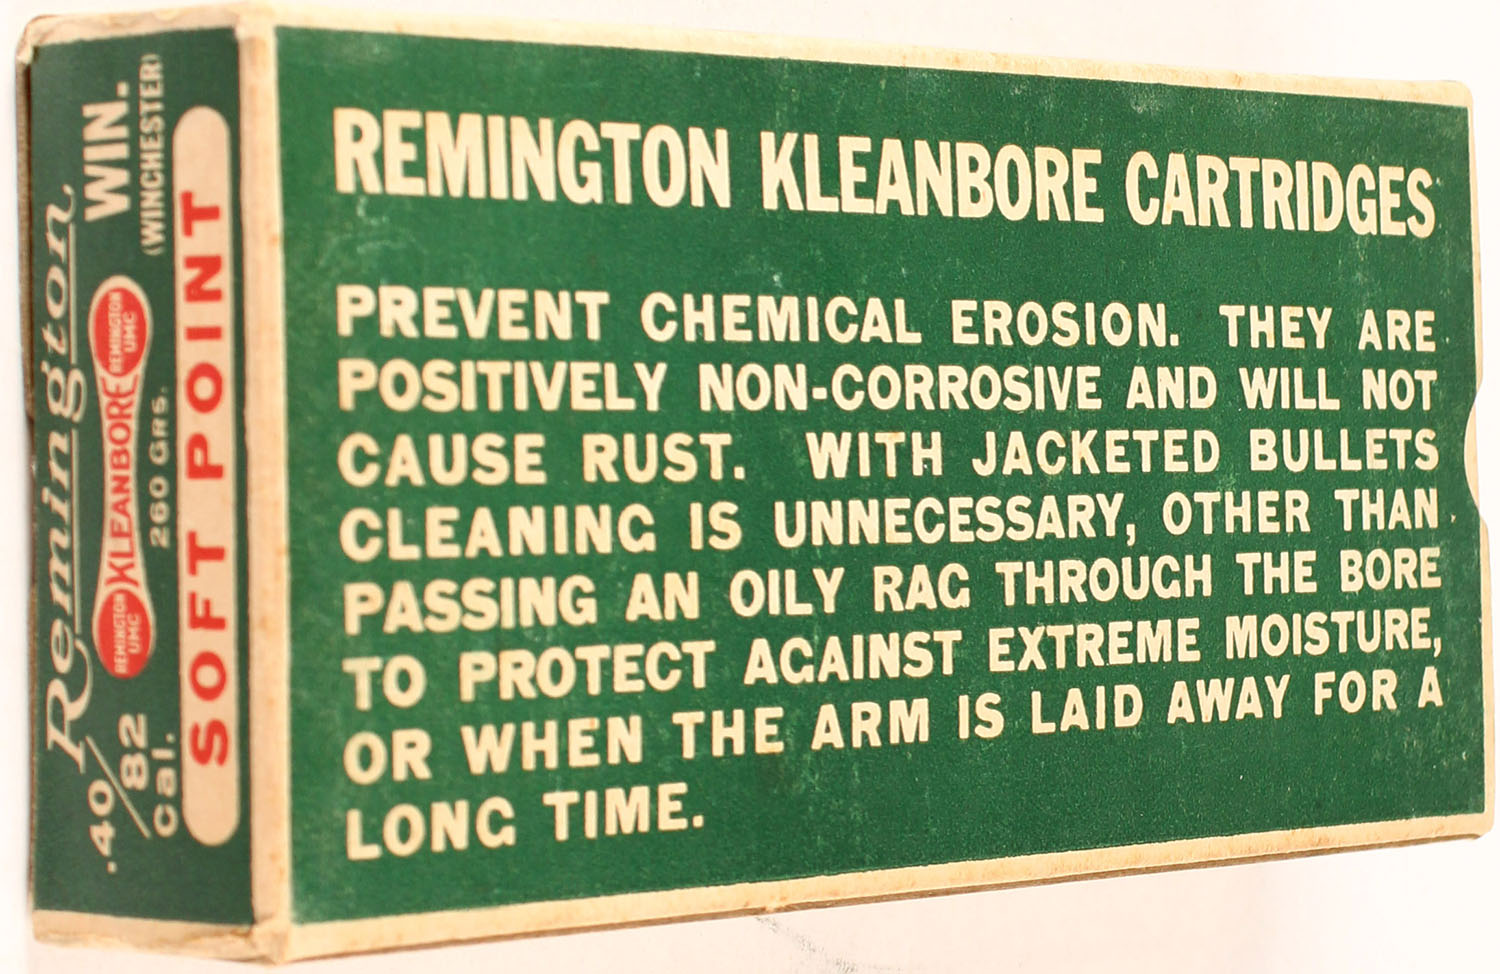 REMINGTON KLEANBORE CARTRIDGES
PREVENT CHEMICAL EROSION. THEY ARE
POSITIVELY NON-CORROSIVE AND WILL NOT
CAUSE RUST. WITH JACKETED BULLETS
CLEANING IS UNNECESSARY, OTHER THAN
PASSING AN OILY RAG THROUGH THE BORE
TO PROTECT AGAINST EXTREME MOISTURE,
OR WHEN THE ARM IS LAID AWAY FOR A
LONG TIME.
Remington
.40/82 Cal.
REMINGTON UMC KLEANBORE REMINGTON UMC
WIN.
(WINCHESTER)
260 Grs.
SOFT POINT